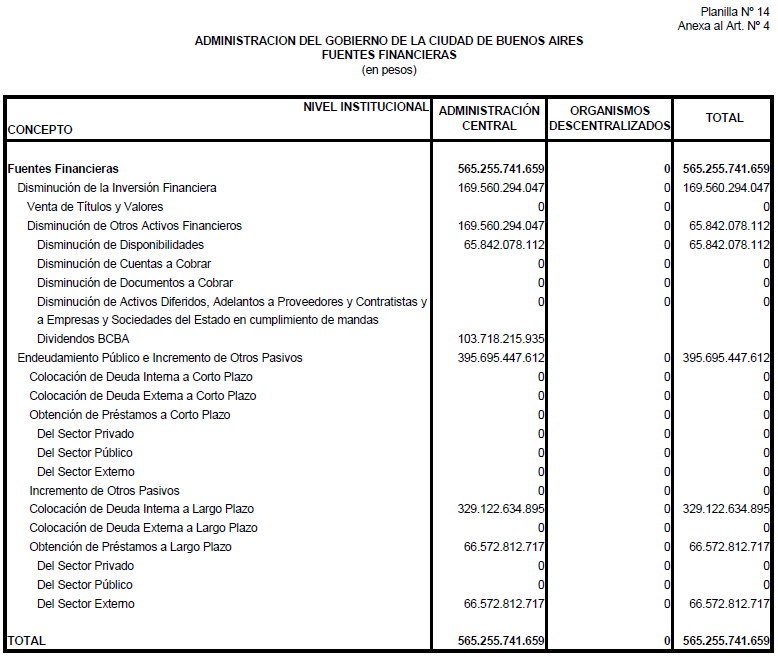 Planilla Nº 14
Anexa al Art. Nº 4
ADMINISTRACION DEL GOBIERNO DE LA CIUDAD DE BUENOS AIRES
FUENTES FINANCIERAS
(en pesos)
NIVEL INSTITUCIONAL
CONCEPTO
ADMINISTRACIÓN
CENTRAL
ORGANISMOS
DESCENTRALIZADOS
TOTAL
Fuentes Financieras 565.255.741.659 0 565.255.741.659
Disminución de la Inversión Financiera 169.560.294.047 0 169.560.294.047
Venta de Títulos y Valores 0 0 0
Disminución de Otros Activos Financieros 169.560.294.047 0 65.842.078.112
Disminución de Disponibilidades 65.842.078.112 0 65.842.078.112
Disminución de Cuentas a Cobrar 0 0 0
Disminución de Documentos a Cobrar 0 0 0
Disminución de Activos Diferidos, Adelantos a Proveedores y Contratistas y 0 0 0
a Empresas y Sociedades del Estado en cumplimiento de mandas
Dividendos BCBA 103.718.215.935
Endeudamiento Público e Incremento de Otros Pasivos 395.695.447.612 0 395.695.447.612
Colocación de Deuda Interna a Corto Plazo 0 0 0
Colocación de Deuda Externa a Corto Plazo 0 0 0
Obtención de Préstamos a Corto Plazo 0 0 0
Del Sector Privado 0 0 0
Del Sector Público 0 0 0
Del Sector Externo 0 0 0
Incremento de Otros Pasivos 0 0 0
Colocación de Deuda Interna a Largo Plazo 329.122.634.895 0 329.122.634.895
Colocación de Deuda Externa a Largo Plazo 0 0 0
Obtención de Préstamos a Largo Plazo 66.572.812.717 0 66.572.812.717
Del Sector Privado 0 0 0
Del Sector Público 0 0 0
Del Sector Externo 66.572.812.717 0 66.572.812.717
TOTAL 565.255.741.659 0 565.255.741.659